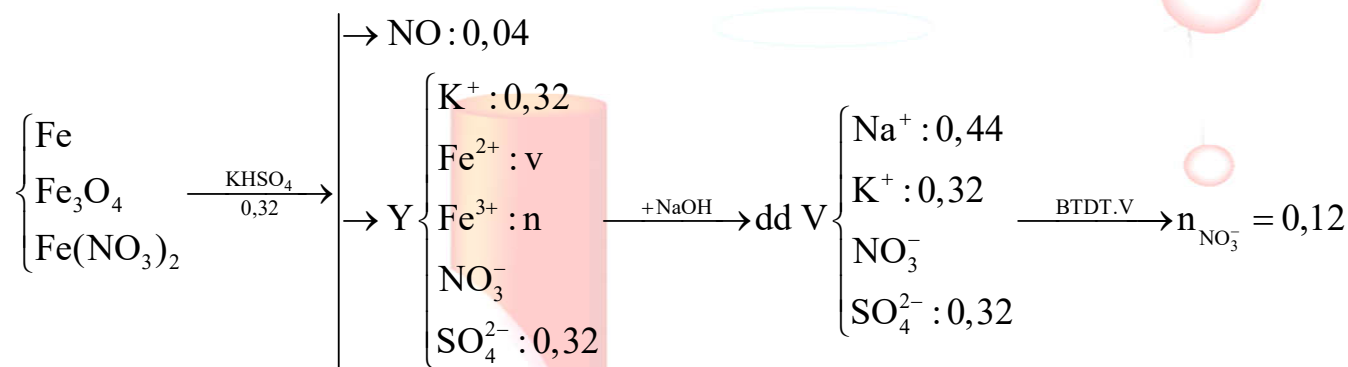 → NO : 0,04
Fe
Fe₃O₄
Fe(NO₃)₂
KHSO₄
0,32
→ Y
K⁺ : 0,32
Fe²⁺ : v
Fe³⁺ : n
NO₃⁻
SO₄²⁻ : 0,32
+NaOH
dd V
Na⁺ : 0,44
K⁺ : 0,32
NO₃⁻
SO₄²⁻ : 0,32
BTDT.V
n NO₃⁻ = 0,12